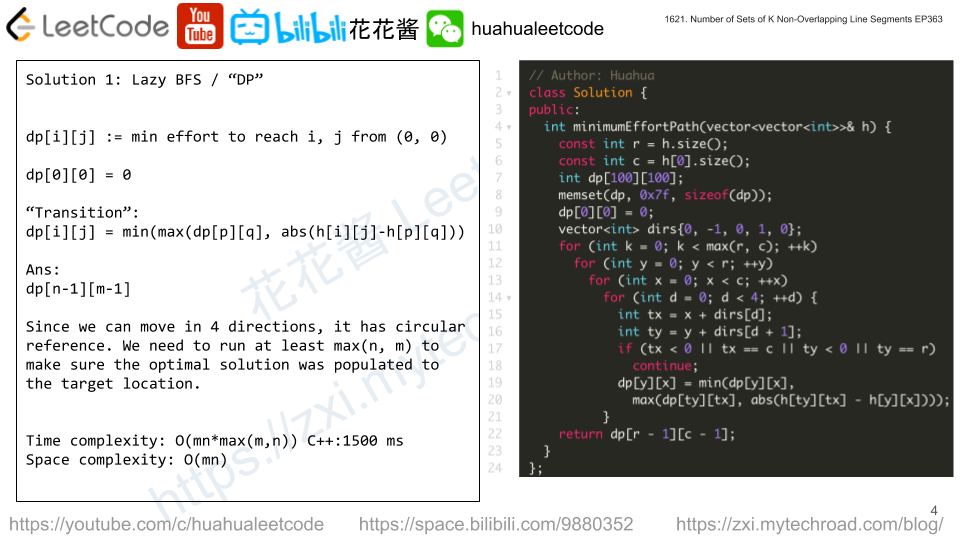 LeetCode
You
Tube
bilibili
花花酱
huahualeetcode
1621. Number of Sets of K Non-Overlapping Line Segments EP363
Solution 1: Lazy BFS / “DP”
dp[i][j] := min effort to reach i, j from (0, 0)
dp[0][0] = 0
“Transition”:
dp[i][j] = min(max(dp[p][q], abs(h[i][j]-h[p][q]))
Ans:
dp[n-1][m-1]
Since we can move in 4 directions, it has circular
reference. We need to run at least max(n, m) to
make sure the optimal solution was populated to
the target location.
Time complexity: O(mn*max(m,n)) C++:1500 ms
Space complexity: O(mn)
花花酱 Leet
https://zxi.mytec
1 // Author: Huahua
2 class Solution {
3 public:
4 int minimumEffortPath(vector<vector<int>>& h) {
5 const int r = h.size();
6 const int c = h[0].size();
7 int dp[100][100];
8 memset(dp, 0x7f, sizeof(dp));
9 dp[0][0] = 0;
10 vector<int> dirs{0, -1, 0, 1, 0};
11 for (int k = 0; k < max(r, c); ++k)
12 for (int y = 0; y < r; ++y)
13 for (int x = 0; x < c; ++x)
14 for (int d = 0; d < 4; ++d) {
15 int tx = x + dirs[d];
16 int ty = y + dirs[d + 1];
17 if (tx < 0 || tx == c || ty < 0 || ty == r)
18 continue;
19 dp[y][x] = min(dp[y][x],
20 max(dp[ty][tx], abs(h[ty][tx] - h[y][x])));
21 }
22 return dp[r - 1][c - 1];
23 }
24 };
4
https://youtube.com/c/huahualeetcode https://space.bilibili.com/9880352 https://zxi.mytechroad.com/blog/